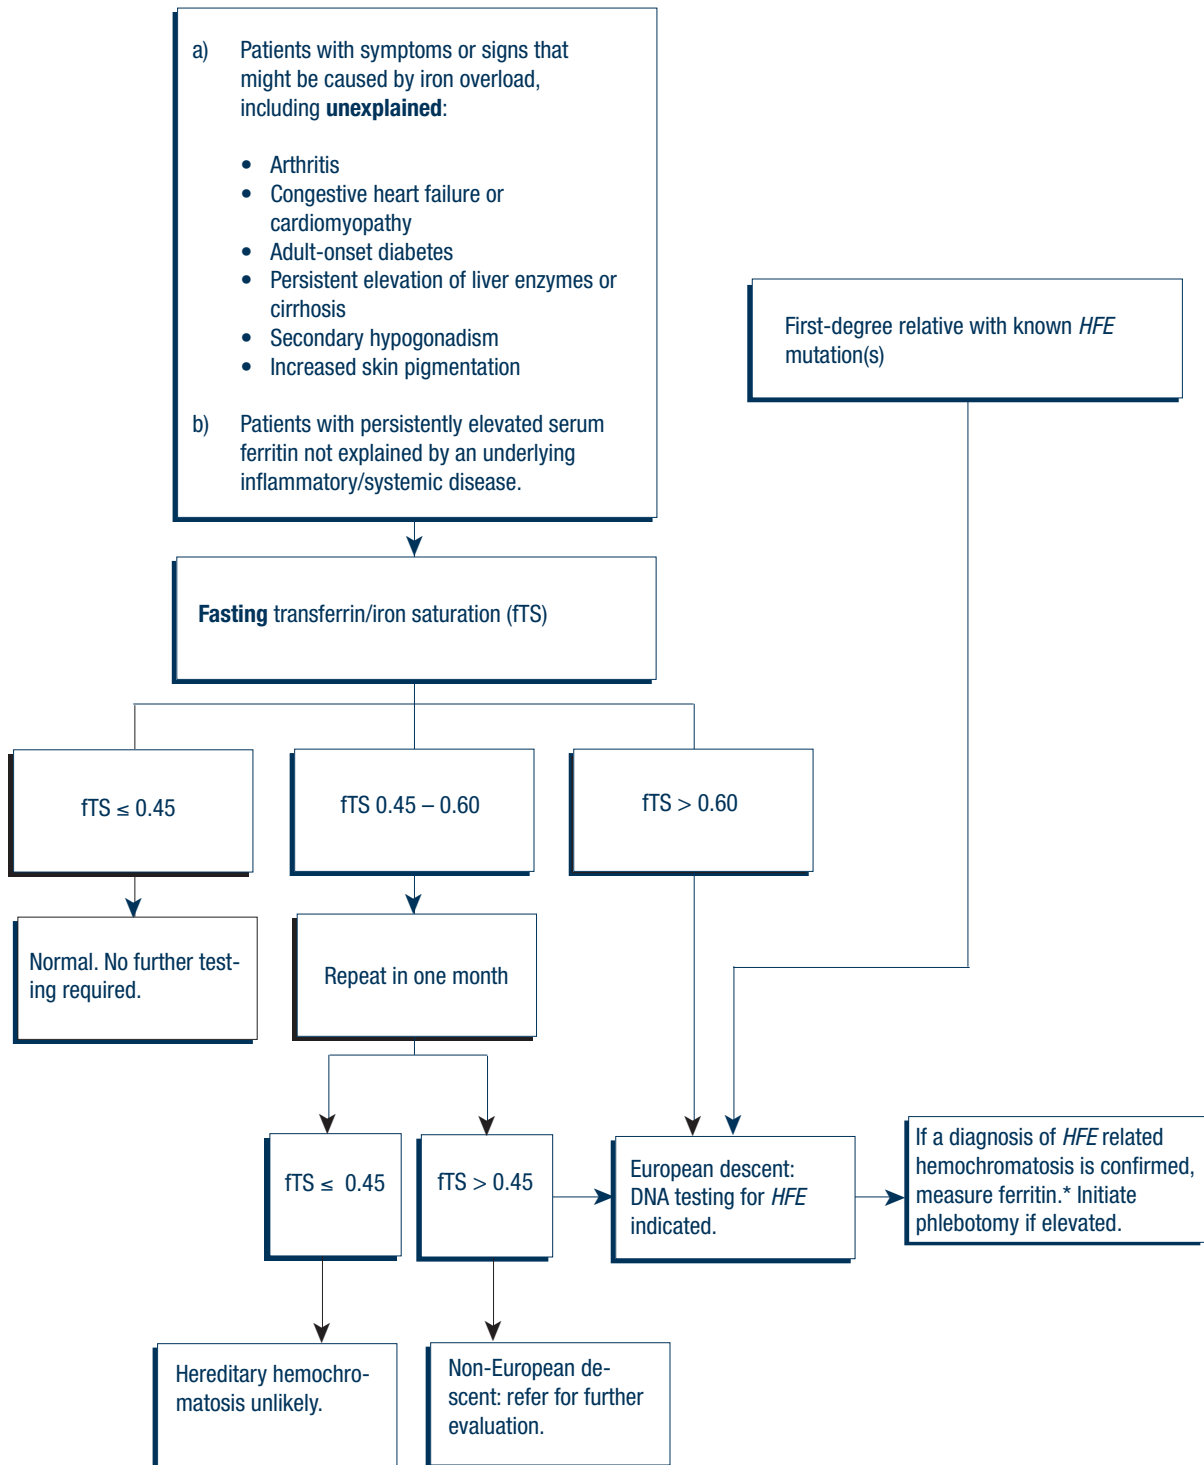 a) Patients with symptoms or signs that
might be caused by iron overload,
including unexplained:
• Arthritis
• Congestive heart failure or
cardiomyopathy
• Adult-onset diabetes
• Persistent elevation of liver enzymes or
cirrhosis
• Secondary hypogonadism
• Increased skin pigmentation
b) Patients with persistently elevated serum
ferritin not explained by an underlying
inflammatory/systemic disease.
First-degree relative with known HFE
mutation(s)
Fasting transferrin/iron saturation (fTS)
fTS ≤ 0.45
fTS 0.45 – 0.60
fTS > 0.60
Normal. No further test-
ing required.
Repeat in one month
fTS ≤ 0.45
fTS > 0.45
European descent:
DNA testing for HFE
indicated.
If a diagnosis of HFE related
hemochromatosis is confirmed,
measure ferritin.* Initiate
phlebotomy if elevated.
Hereditary hemochro-
matosis unlikely.
Non-European de-
scent: refer for further
evaluation.